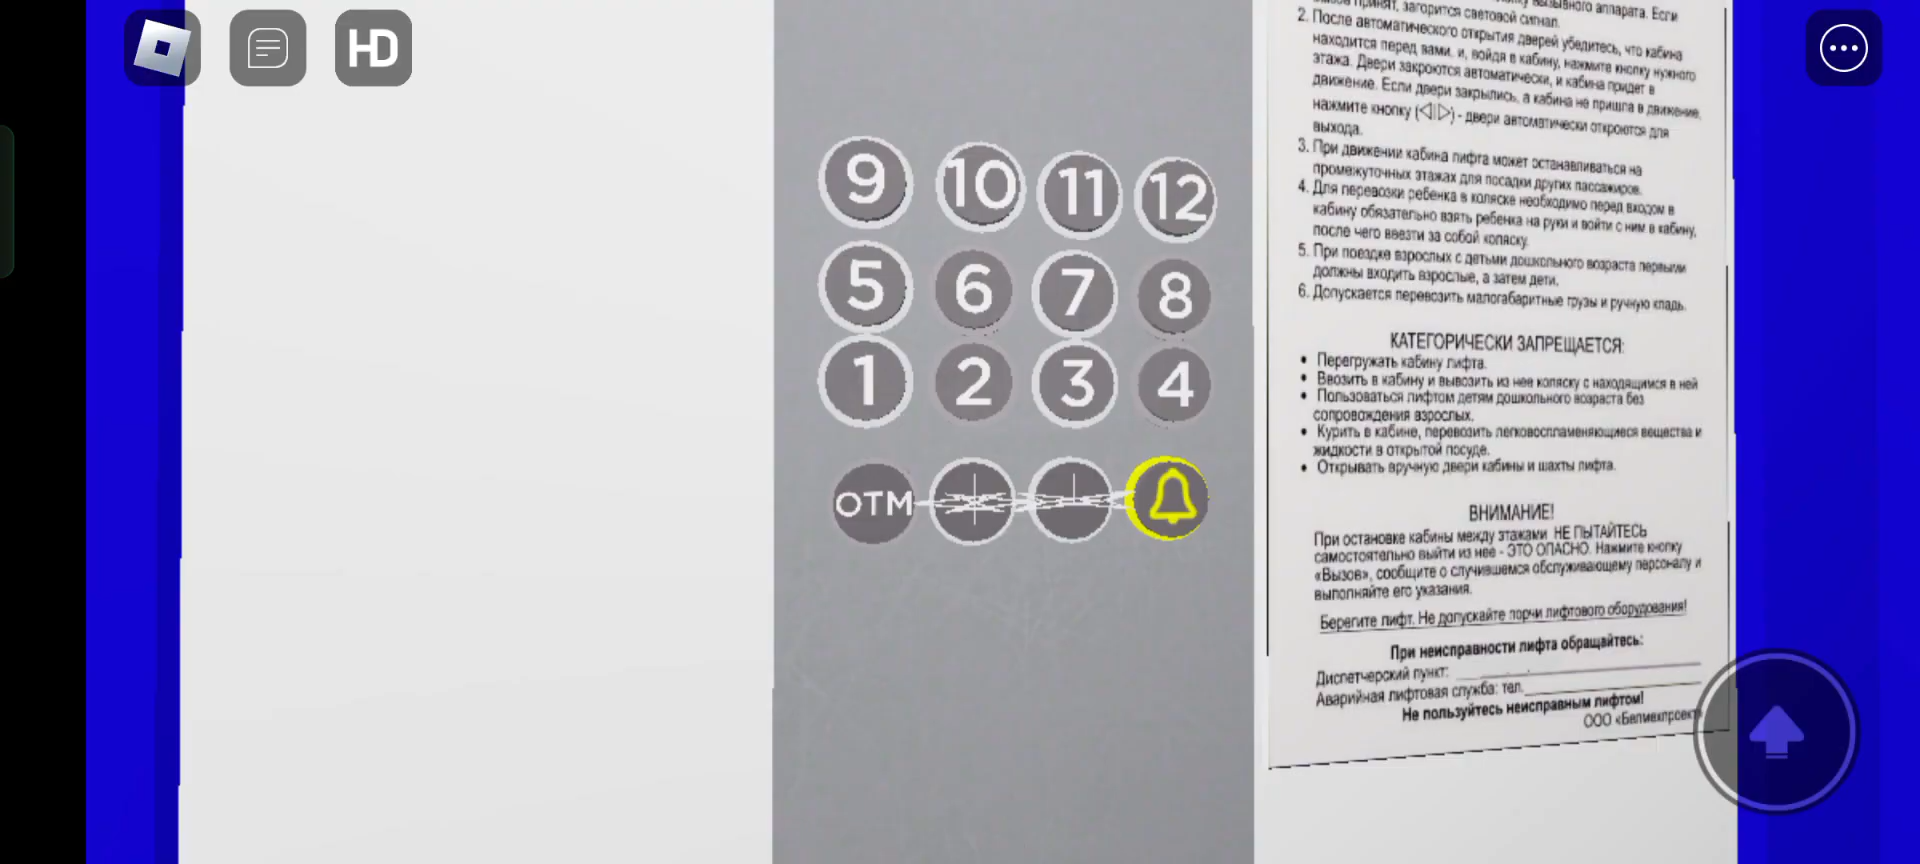 HD
9 10 11 12
5 6 7 8
1 2 3 4
ОТМ
вызывного аппарата. Если
принят, загорится световой сигнал.
2. После автоматического открытия дверей убедитесь, что кабина
находится перед вами, и, войдя в кабину, нажмите кнопку нужного
этажа. Двери закроются автоматически, и кабина придет в
движение. Если двери закрылись, а кабина не пришла в движение,
нажмите кнопку (◁|▷) - двери автоматически откроются для
выхода.
3. При движении кабина лифта может останавливаться на
промежуточных этажах для посадки других пассажиров.
4. Для перевозки ребенка в коляске необходимо перед входом в
кабину обязательно взять ребенка на руки и войти с ним в кабину,
после чего ввезти за собой коляску.
5. При поездке взрослых с детьми дошкольного возраста первыми
должны входить взрослые, а затем дети.
6. Допускается перевозить малогабаритные грузы и ручную кладь.
КАТЕГОРИЧЕСКИ ЗАПРЕЩАЕТСЯ:
• Перегружать кабину лифта.
• Ввозить в кабину и вывозить из нее коляску с находящимся в ней
• Пользоваться лифтом детям дошкольного возраста без
сопровождения взрослых.
• Курить в кабине, перевозить легковоспламеняющиеся вещества и
жидкости в открытой посуде.
• Открывать вручную двери кабины и шахты лифта.
ВНИМАНИЕ!
При остановке кабины между этажами НЕ ПЫТАЙТЕСЬ
самостоятельно выйти из нее - ЭТО ОПАСНО. Нажмите кнопку
«Вызов», сообщите о случившемся обслуживающему персоналу и
выполняйте его указания.
Берегите лифт. Не допускайте порчи лифтового оборудования!
При неисправности лифта обращайтесь:
Диспетчерский пункт:
Аварийная лифтовая служба: тел.
Не пользуйтесь неисправным лифтом!
ООО «Белмехпроект»